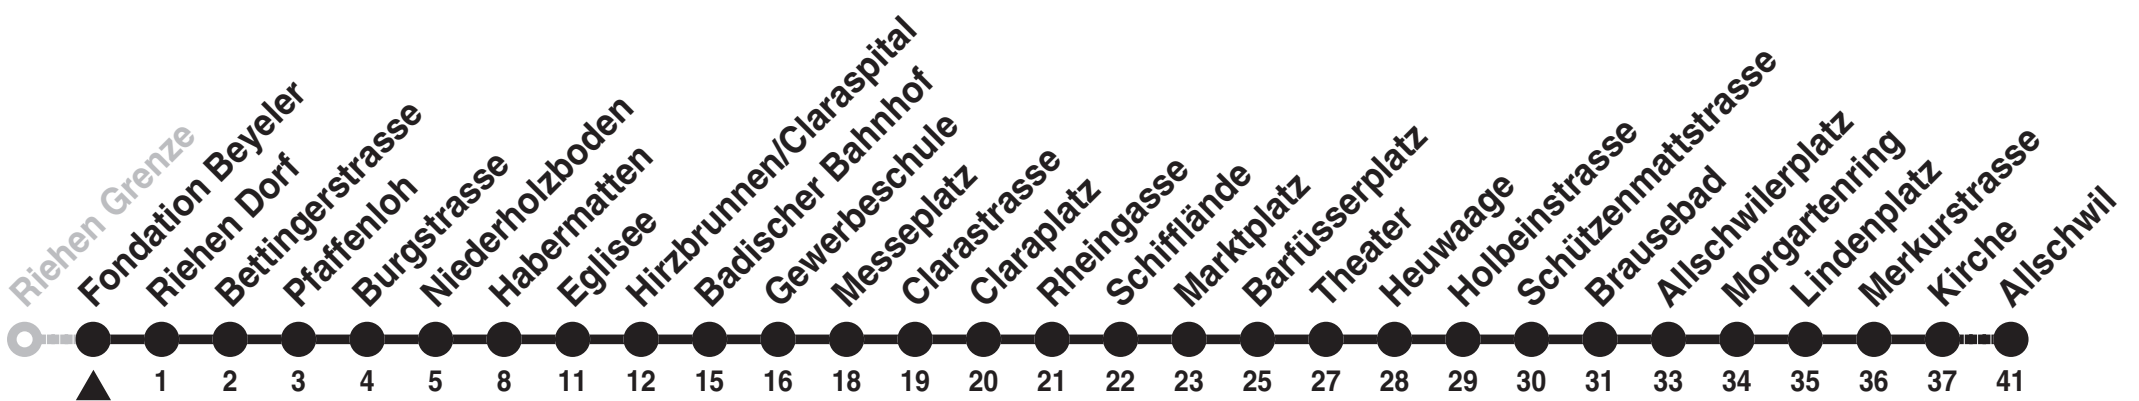 Riehen Grenze
Fondation Beyeler
Riehen Dorf
Bettingerstrasse
Pfaffenloh
Burgstrasse
Niederholzboden
Habermatten
Eglisee
Hirzbrunnen/Claraspital
Badischer Bahnhof
Gewerbeschule
Messeplatz
Clarastrasse
Claraplatz
Rheingasse
Schifflände
Marktplatz
Barfüsserplatz
Theater
Heuwaage
Holbeinstrasse
Schützenmattstrasse
Brausebad
Allschwilerplatz
Morgartenring
Lindenplatz
Merkurstrasse
Kirche
Allschwil
1 2 3 4 5 8 11 12 15 16 18 19 20 21 22 23 25 27 28 29 30 31 33 34 35 36 37 41